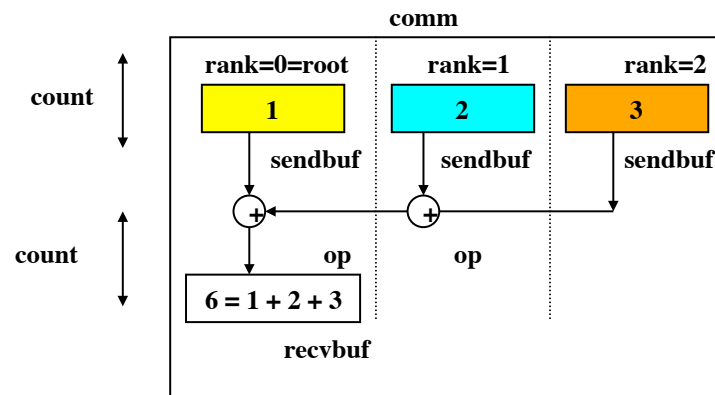 comm
rank=0=root
rank=1
rank=2
count
1
2
3
sendbuf
sendbuf
sendbuf
+
+
count
op
op
6 = 1 + 2 + 3
recvbuf